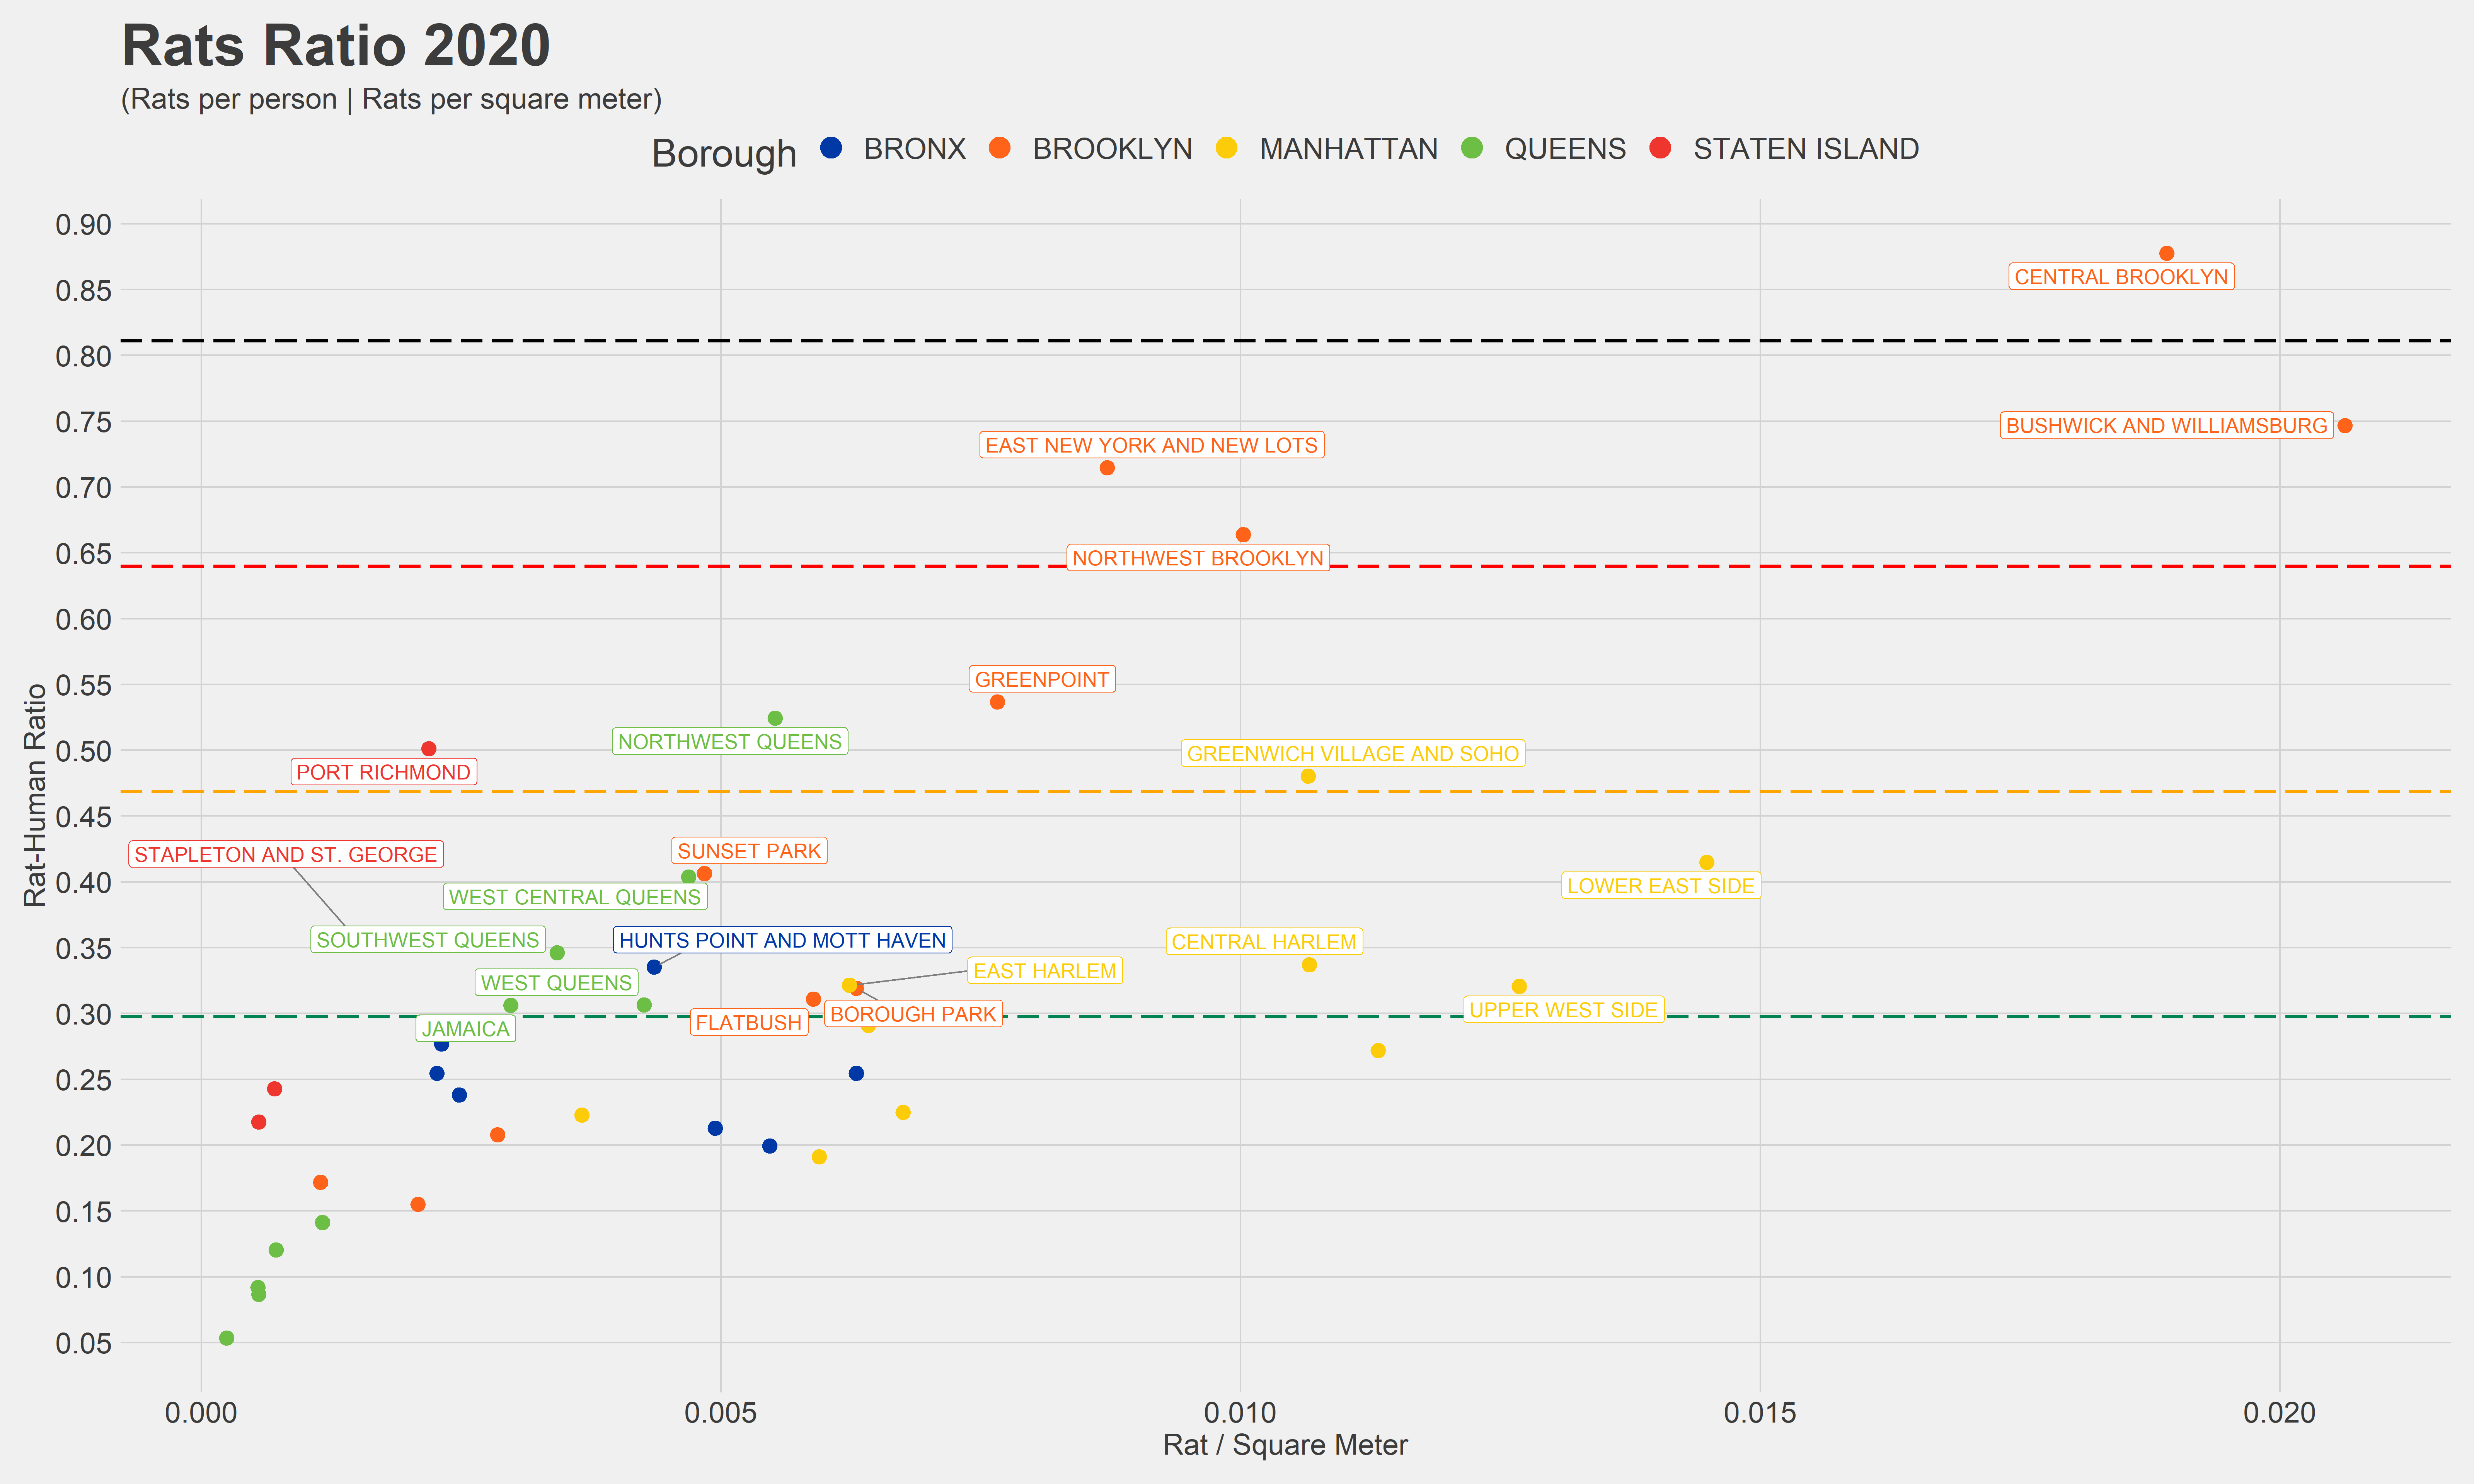 Rats Ratio 2020
(Rats per person | Rats per square meter)
Borough BRONX BROOKLYN MANHATTAN QUEENS STATEN ISLAND
0.90
CENTRAL BROOKLYN
0.85
0.80
0.75
BUSHWICK AND WILLIAMSBURG
EAST NEW YORK AND NEW LOTS
0.70
0.65
NORTHWEST BROOKLYN
0.60
0.55
GREENPOINT
NORTHWEST QUEENS
0.50
GREENWICH VILLAGE AND SOHO
PORT RICHMOND
0.45
STAPLETON AND ST. GEORGE
SUNSET PARK
0.40
WEST CENTRAL QUEENS
LOWER EAST SIDE
0.35
SOUTHWEST QUEENS
HUNTS POINT AND MOTT HAVEN
CENTRAL HARLEM
EAST HARLEM
WEST QUEENS
0.30
UPPER WEST SIDE
BOROUGH PARK
FLATBUSH
JAMAICA
0.25
0.20
0.15
0.10
0.05
Rat-Human Ratio
0.000 0.005 0.010 0.015 0.020
Rat / Square Meter